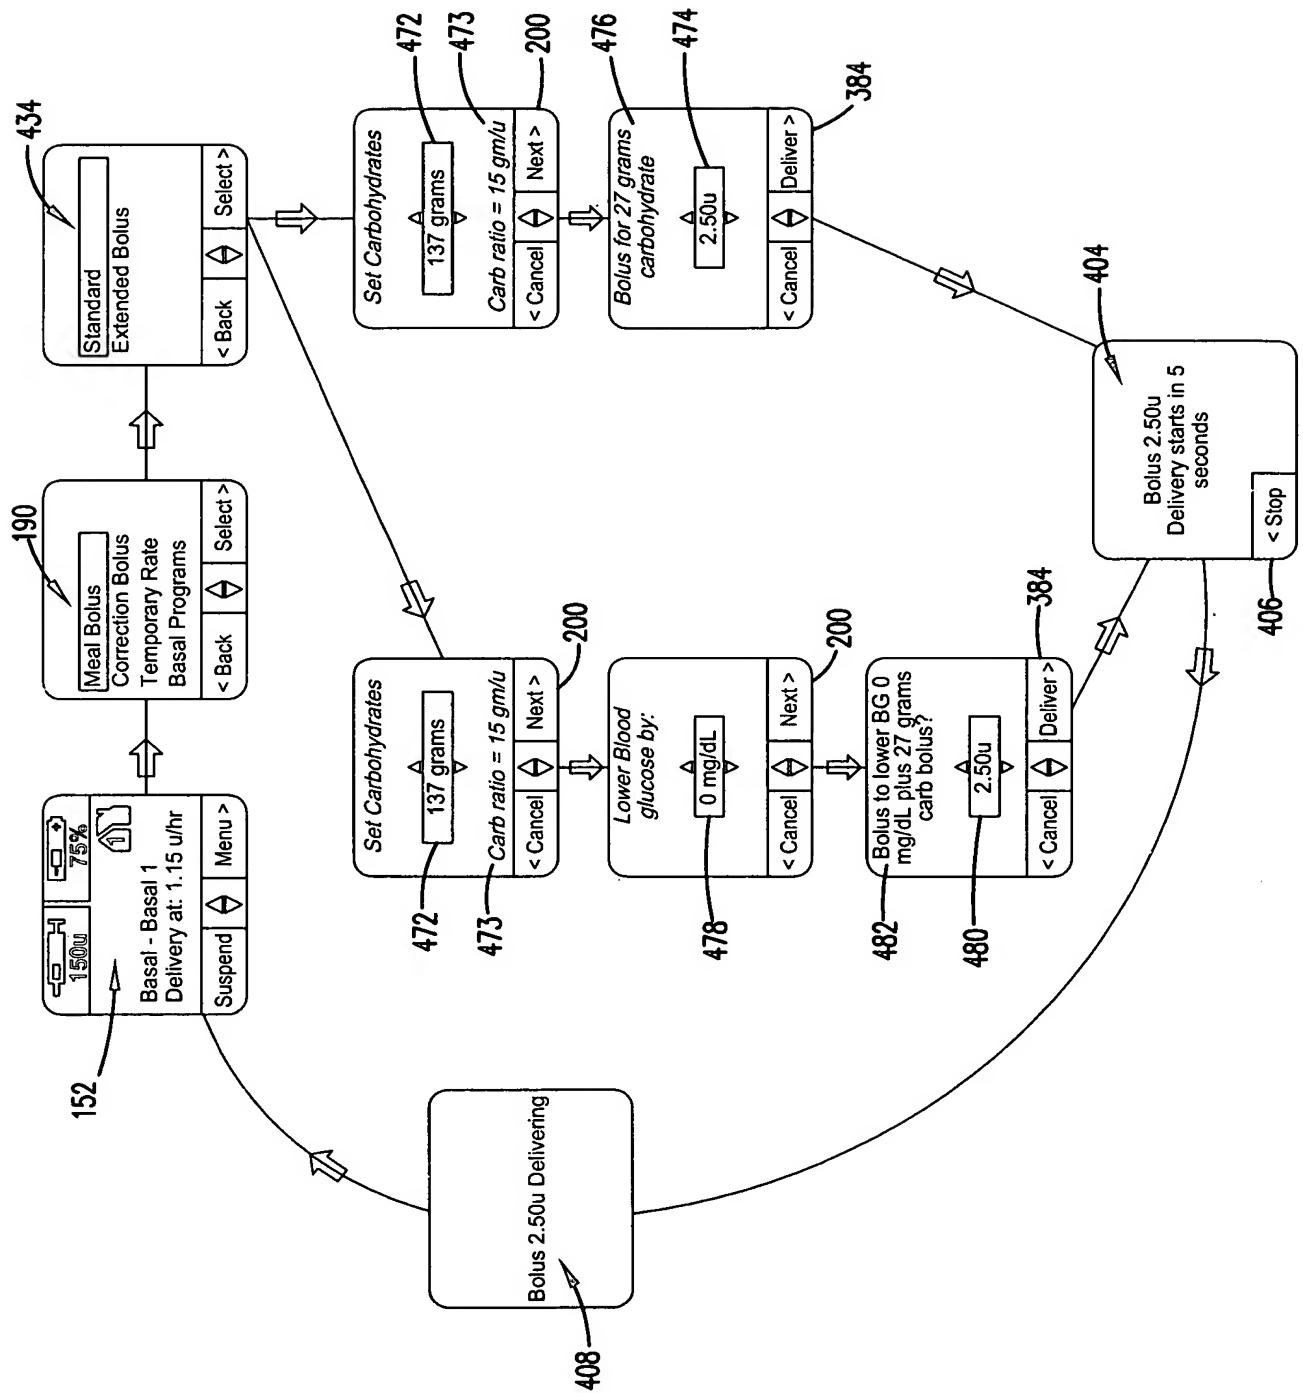 150u
75%
1
Basal - Basal 1
Delivery at: 1.15 u/hr
Suspend
Menu >
152
190
Meal Bolus
Correction Bolus
Temporary Rate
Basal Programs
< Back
Select >
434
Standard
Extended Bolus
< Back
Select >
Set Carbohydrates
137 grams
Carb ratio = 15 gm/u
< Cancel
Next >
472
473
200
Lower Blood
glucose by:
0 mg/dL
< Cancel
Next >
478
200
Bolus to lower BG 0
mg/dL plus 27 grams
carb bolus?
2.50u
< Cancel
Deliver >
482
480
384
Set Carbohydrates
137 grams
Carb ratio = 15 gm/u
< Cancel
Next >
472
473
200
Bolus for 27 grams
carbohydrate
2.50u
< Cancel
Deliver >
476
474
384
Bolus 2.50u
Delivery starts in 5
seconds
< Stop
404
406
Bolus 2.50u Delivering
408